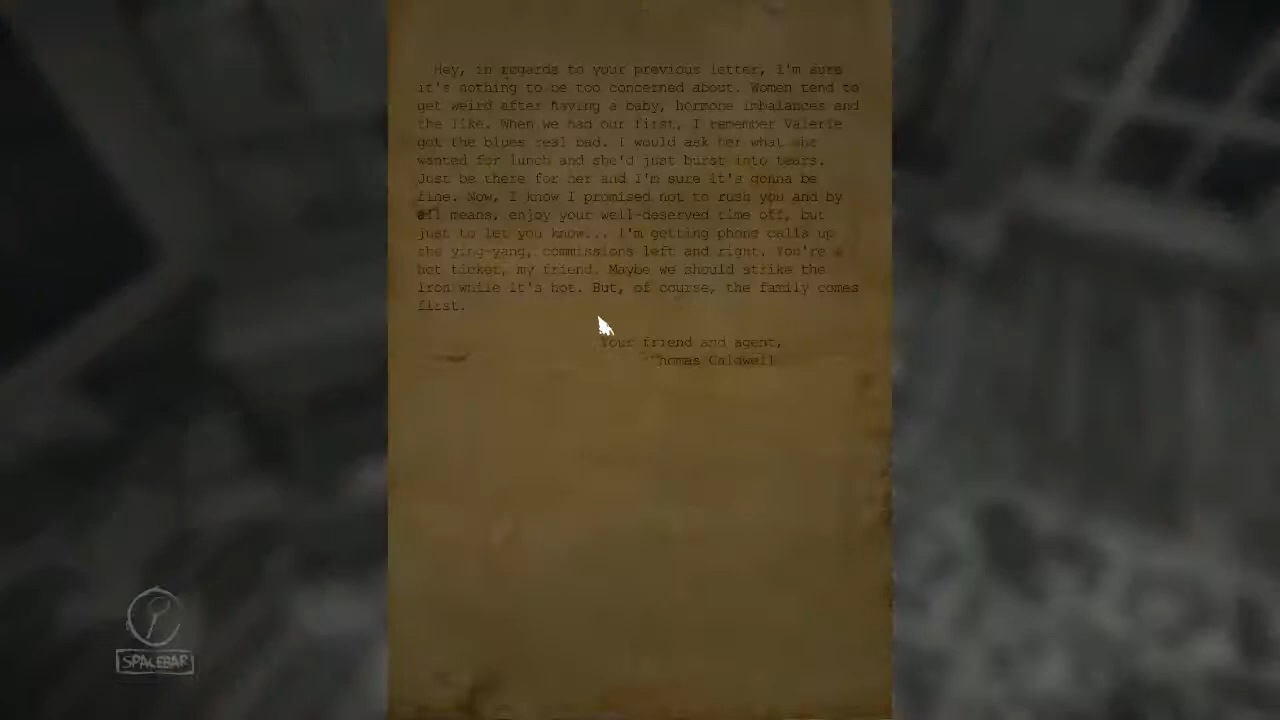 Hey, in regards to your previous letter, I'm sure
it's nothing to be too concerned about. Women tend to
get weird after having a baby, hormone imbalances and
the like. When we had our first, I remember Valerie
got the blues real bad. I would ask her what she
wanted for lunch and she'd just burst into tears.
Just be there for her and I'm sure it's gonna be
fine. Now, I know I promised not to rush you and by
all means, enjoy your well-deserved time off, but
just to let you know... I'm getting phone calls up
the ying-yang, commissions left and right. You're a
hot ticket, my friend. Maybe we should strike the
iron while it's hot. But, of course, the family comes
first.
Your friend and agent,
Thomas Caldwell
SPACEBAR